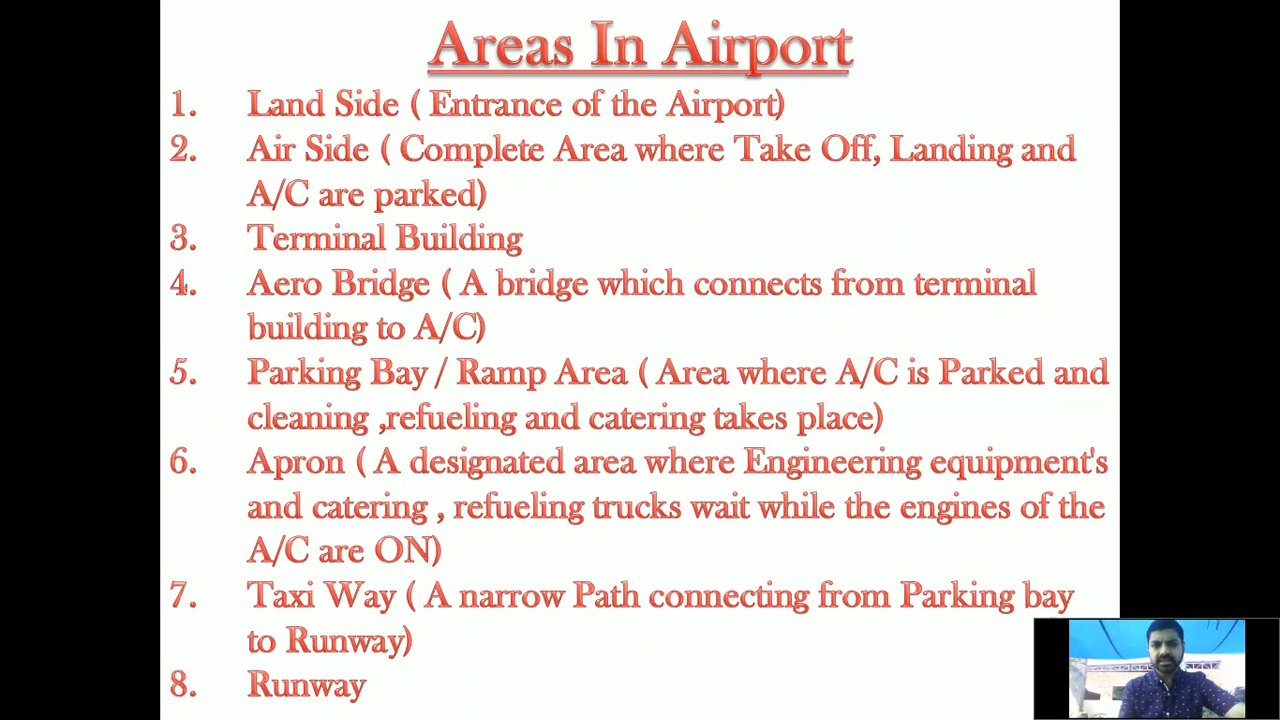 Areas In Airport
1. Land Side ( Entrance of the Airport)
2. Air Side ( Complete Area where Take Off, Landing and
A/C are parked)
3. Terminal Building
4. Aero Bridge ( A bridge which connects from terminal
building to A/C)
5. Parking Bay / Ramp Area ( Area where A/C is Parked and
cleaning ,refueling and catering takes place)
6. Apron ( A designated area where Engineering equipment's
and catering , refueling trucks wait while the engines of the
A/C are ON)
7. Taxi Way ( A narrow Path connecting from Parking bay
to Runway)
8. Runway